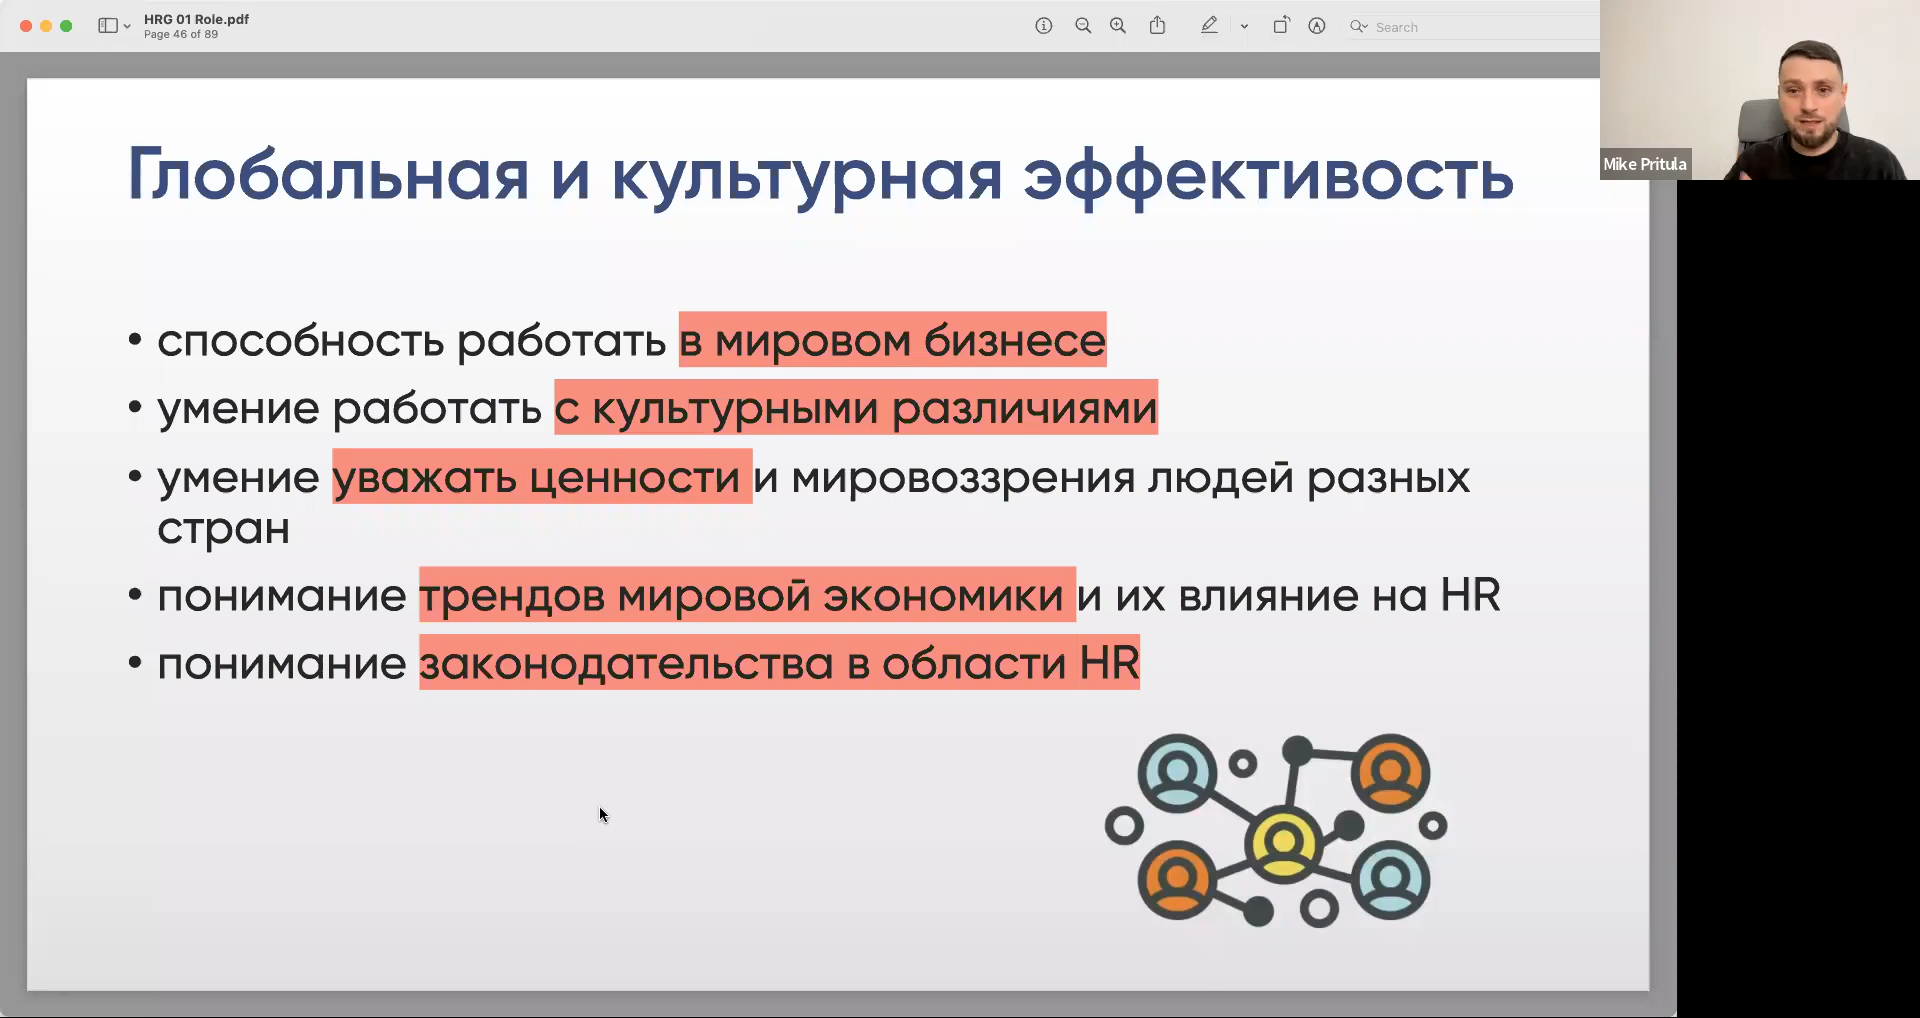 HRG 01 Role.pdf
Page 46 of 89
Search
Mike Pritula
Глобальная и культурная эффективость
• способность работать в мировом бизнесе
• умение работать с культурными различиями
• умение уважать ценности и мировоззрения людей разных
стран
• понимание трендов мировой экономики и их влияние на HR
• понимание законодательства в области HR